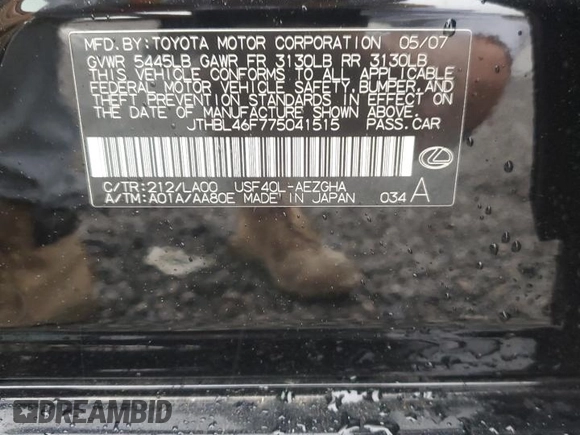 MFD. BY: TOYOTA MOTOR CORPORATION 05/07
GVWR 5445LB GAWR FR 3130LB RR 3130LB
THIS VEHICLE CONFORMS TO ALL APPLICABLE
FEDERAL MOTOR VEHICLE SAFETY, BUMPER, AND
THEFT PREVENTION STANDARDS IN EFFECT ON
THE DATE OF MANUFACTURE SHOWN ABOVE.
JTHBL46F775041515 PASS. CAR
C/TR: 212/LA00 USF40L-AEZGHA
A/TM: A01A/AA80E MADE IN JAPAN 034 A
DREAMBID